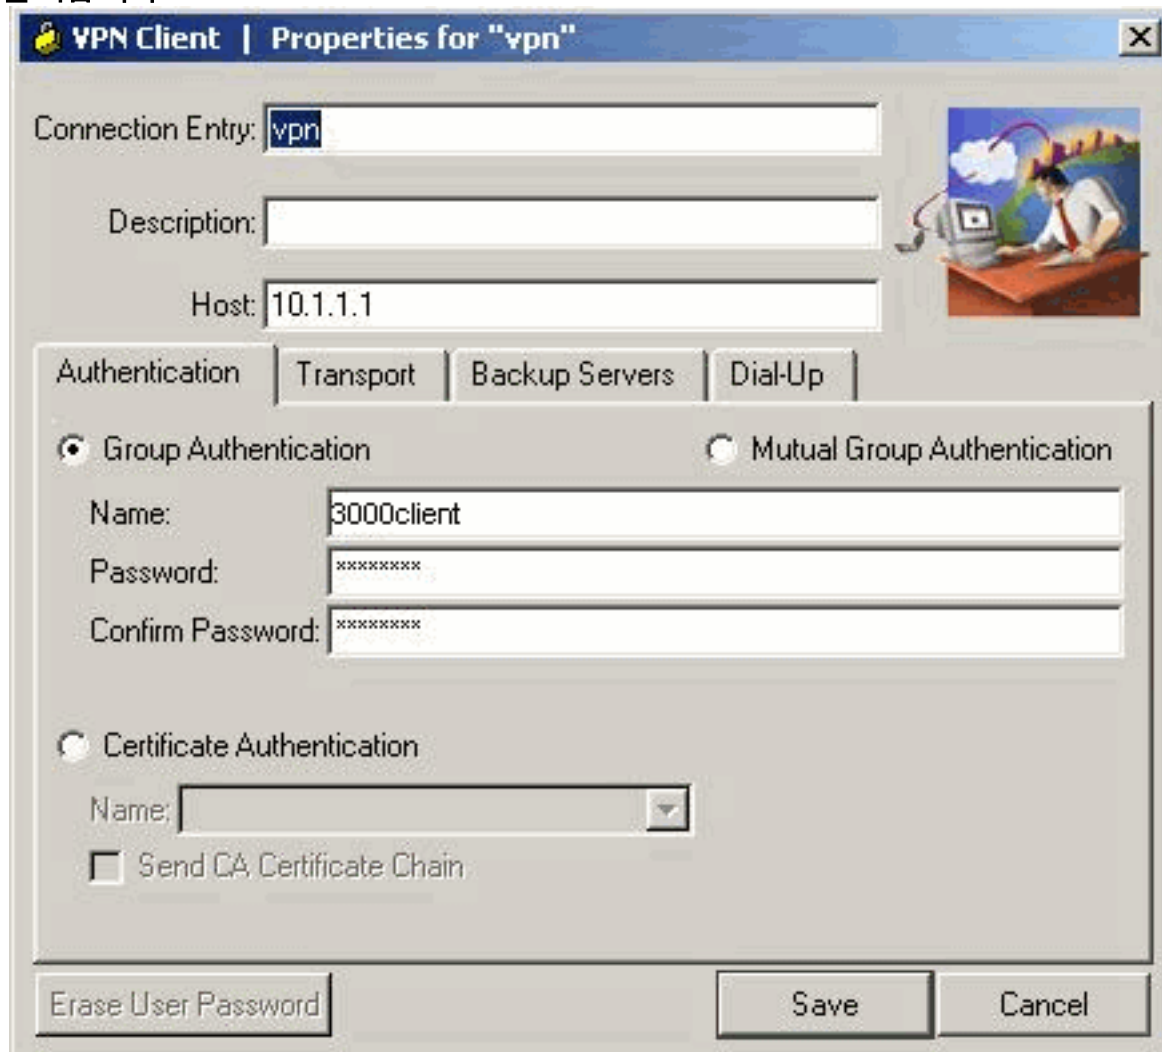 VPN Client | Properties for "vpn"
Connection Entry: vpn
Description:
Host: 10.1.1.1
Authentication Transport Backup Servers Dial-Up
Group Authentication Mutual Group Authentication
Name: 3000client
Password: ********
Confirm Password: ********
Certificate Authentication
Name:
Send CA Certificate Chain
Erase User Password Save Cancel